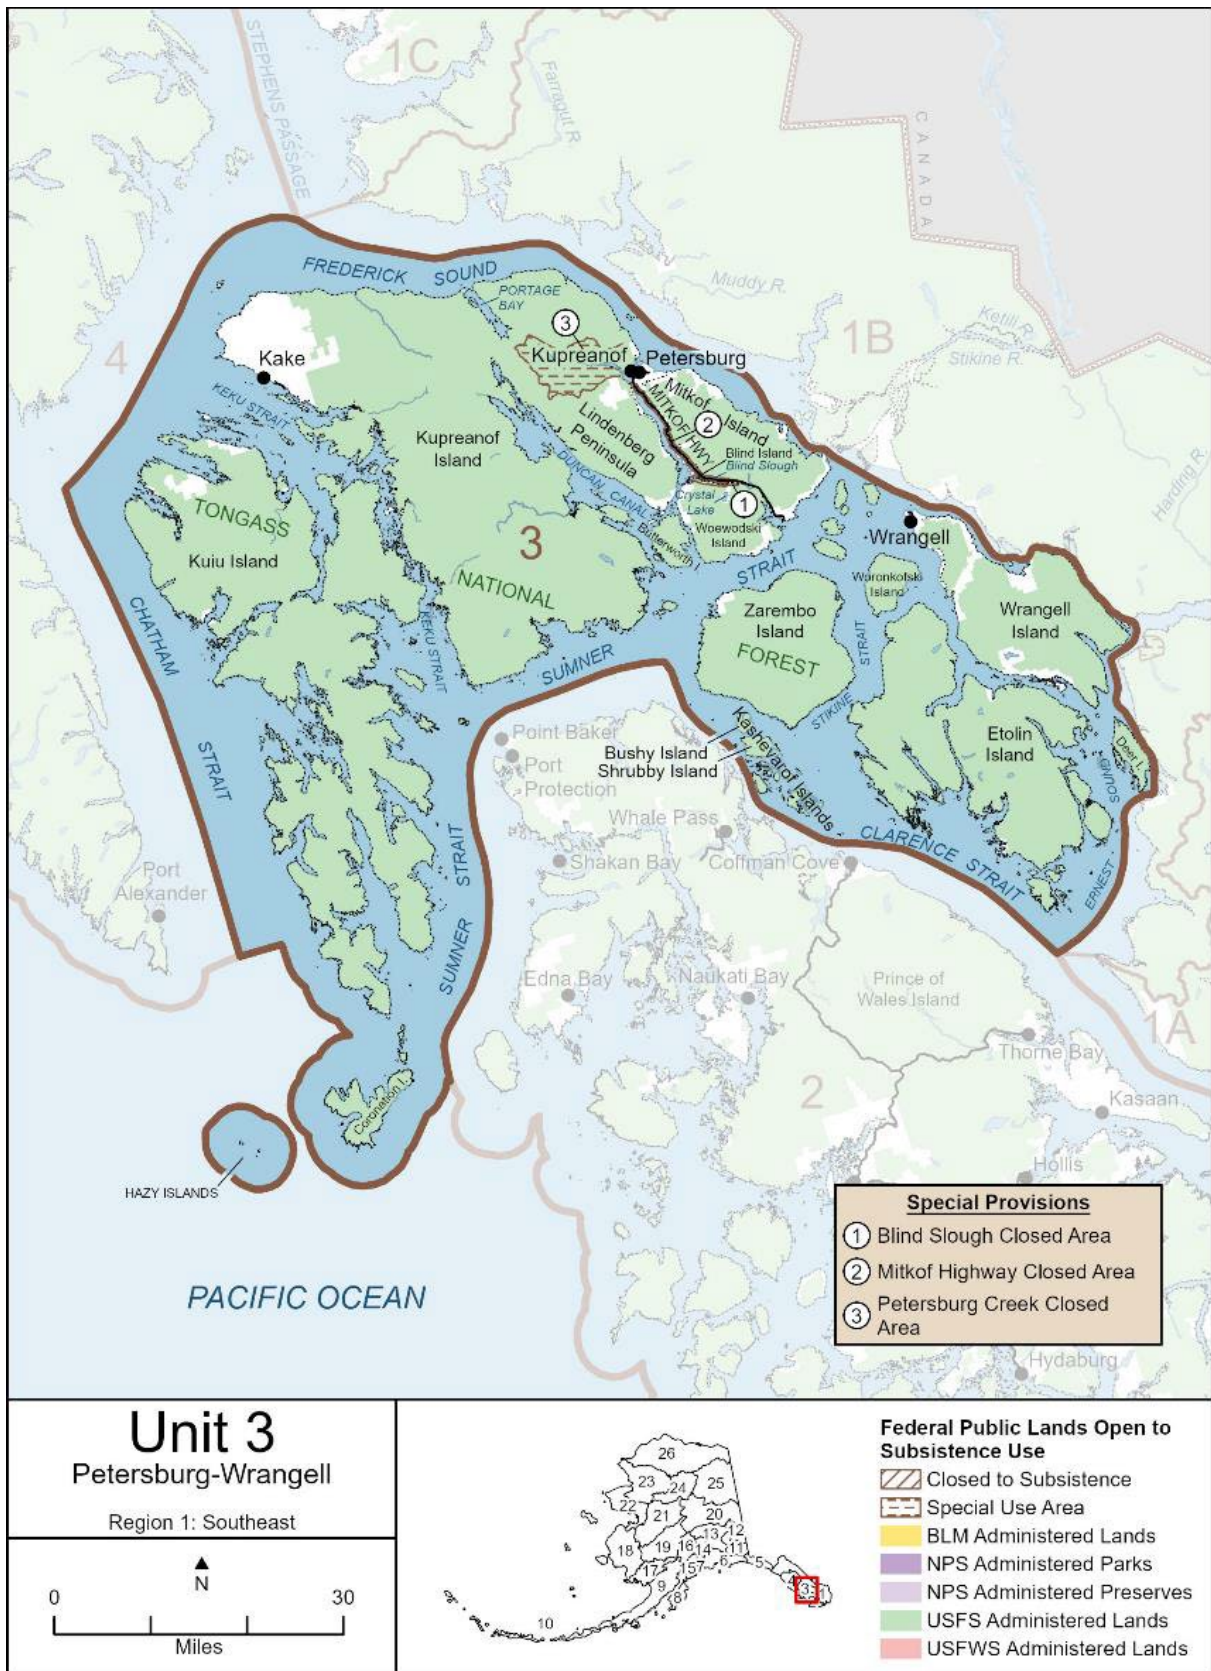 1C
STEPHENS PASSAGE
Farragut R.
CANADA
FREDERICK SOUND
PORTAGE
BAY
Muddy R.
Ketili R.
Stikine R.
1B
4
3
Kake
Kupreanof
Petersburg
KEKU STRAIT
Mitkof Island
MITKOF HWY
2
Lindenberg
Peninsula
Kupreanof
Island
Blind Island
Blind Slough
DUNCAN CANAL
Crystal
Lake
1
Harding R.
TONGASS
Woewodski
Island
Butterworth I.
Wrangell
3
Kuiu Island
NATIONAL
STRAIT
Woronkofski
Island
CHATHAM
STRAIT
KEKU STRAIT
Zarembo
Island
FOREST
Wrangell
Island
SUMNER
STIKINE
STRAIT
Kashevarof Islands
Etolin
Island
Deer I.
Point Baker
Bushy Island
Shrubby Island
Port
Protection
ERNEST
SOUND
Whale Pass
CLARENCE STRAIT
Shakan Bay
Coffman Cove
Port
Alexander
SUMNER
STRAIT
Edna Bay
Naukati Bay
Prince of
Wales Island
1A
Thorne Bay
2
Kasaan
Coronation I.
Hollis
HAZY ISLANDS
Special Provisions
1 Blind Slough Closed Area
2 Mitkof Highway Closed Area
3 Petersburg Creek Closed
Area
PACIFIC OCEAN
Hydaburg
Unit 3
Petersburg-Wrangell
Region 1: Southeast
N
0 30
Miles
26
23
24
25
22
21
20
18
19
16
13
12
14
11
17
15
7
6
5
9
8
10
4
3
1
Federal Public Lands Open to
Subsistence Use
Closed to Subsistence
Special Use Area
BLM Administered Lands
NPS Administered Parks
NPS Administered Preserves
USFS Administered Lands
USFWS Administered Lands